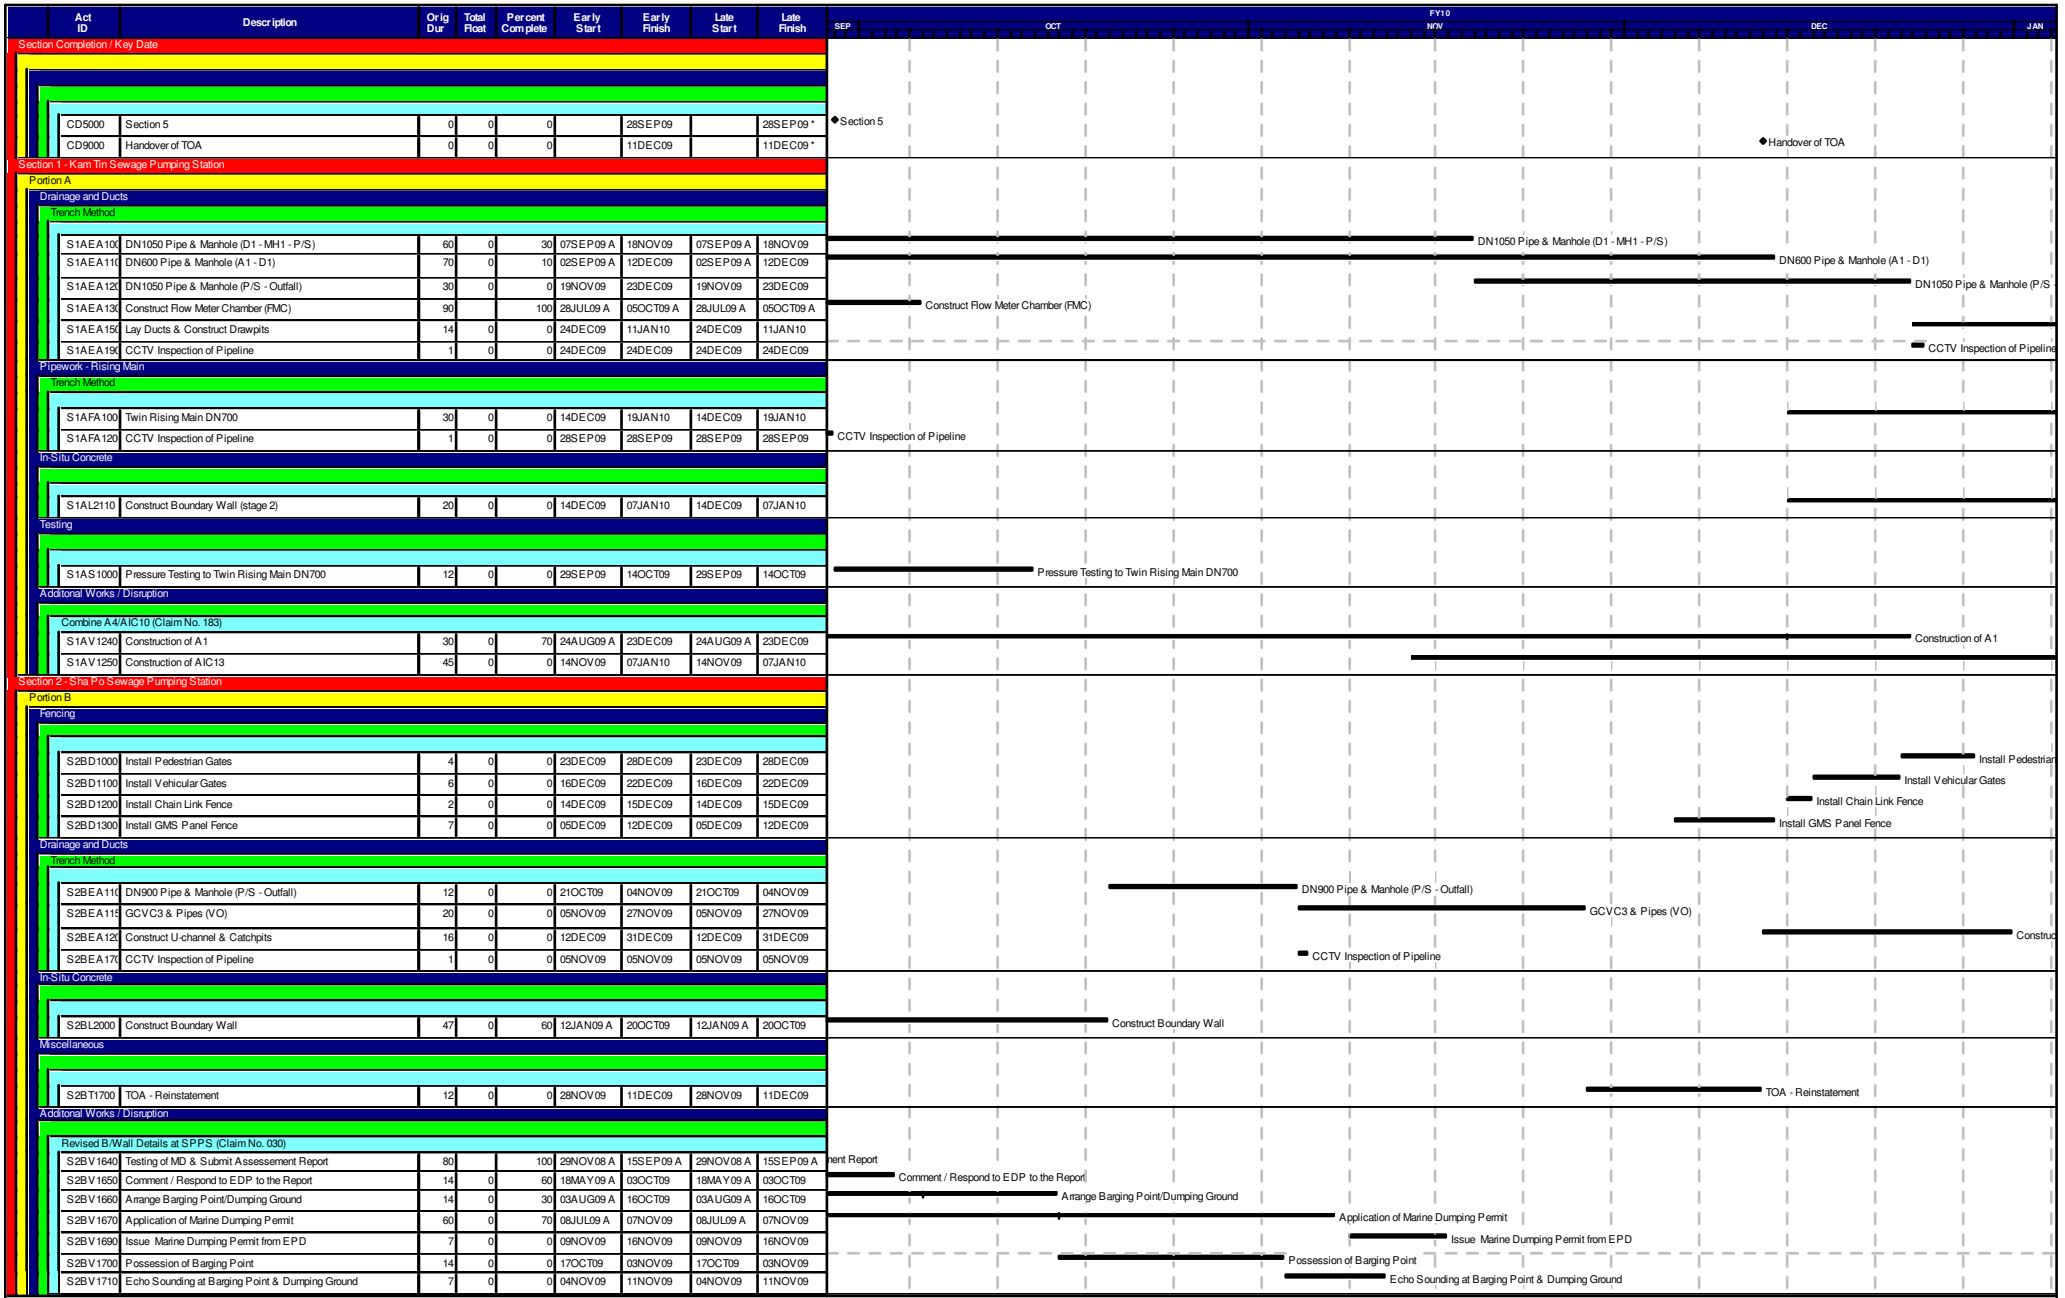 Act ID Description Orig Dur Total Float Percent Complete Early Start Early Finish Late Start Late Finish
FY10
SEP OCT NOV DEC JAN
Section Completion / Key Date
CD5000 Section 5 0 0 0 28SEP09 28SEP09 * Section 5
CD9000 Handover of TOA 0 0 0 11DEC09 11DEC09 * Handover of TOA
Section 1 - Kam Tin Sewage Pumping Station
Portion A
Drainage and Ducts
Trench Method
S1AEA100 DN1050 Pipe & Manhole (D1 - MH1 - P/S) 60 0 30 07SEP09 A 18NOV09 07SEP09 A 18NOV09 DN1050 Pipe & Manhole (D1 - MH1 - P/S)
S1AEA110 DN600 Pipe & Manhole (A1 - D1) 70 0 10 02SEP09 A 12DEC09 02SEP09 A 12DEC09 DN600 Pipe & Manhole (A1 - D1)
S1AEA120 DN1050 Pipe & Manhole (P/S - Outfall) 30 0 0 19NOV09 23DEC09 19NOV09 23DEC09 DN1050 Pipe & Manhole (P/S -
S1AEA130 Construct Flow Meter Chamber (FMC) 90 100 28JUL09 A 05OCT09 A 28JUL09 A 05OCT09 A Construct Flow Meter Chamber (FMC)
S1AEA150 Lay Ducts & Construct Drawpits 14 0 0 24DEC09 11JAN10 24DEC09 11JAN10
S1AEA190 CCTV Inspection of Pipeline 1 0 0 24DEC09 24DEC09 24DEC09 24DEC09 CCTV Inspection of Pipeline
Pipework - Rising Main
Trench Method
S1AFA100 Twin Rising Main DN700 30 0 0 14DEC09 19JAN10 14DEC09 19JAN10
S1AFA120 CCTV Inspection of Pipeline 1 0 0 28SEP09 28SEP09 28SEP09 28SEP09 CCTV Inspection of Pipeline
In-Situ Concrete
S1AL2110 Construct Boundary Wall (stage 2) 20 0 0 14DEC09 07JAN10 14DEC09 07JAN10
Testing
S1AS1000 Pressure Testing to Twin Rising Main DN700 12 0 0 29SEP09 14OCT09 29SEP09 14OCT09 Pressure Testing to Twin Rising Main DN700
Additonal Works / Disruption
Combine A4/AIC10 (Claim No. 183)
S1AV1240 Construction of A1 30 0 70 24AUG09 A 23DEC09 24AUG09 A 23DEC09 Construction of A1
S1AV1250 Construction of AIC13 45 0 0 14NOV09 07JAN10 14NOV09 07JAN10
Section 2 - Sha Po Sewage Pumping Station
Portion B
Fencing
S2BD1000 Install Pedestrian Gates 4 0 0 23DEC09 28DEC09 23DEC09 28DEC09 Install Pedestrian
S2BD1100 Install Vehicular Gates 6 0 0 16DEC09 22DEC09 16DEC09 22DEC09 Install Vehicular Gates
S2BD1200 Install Chain Link Fence 2 0 0 14DEC09 15DEC09 14DEC09 15DEC09 Install Chain Link Fence
S2BD1300 Install GMS Panel Fence 7 0 0 05DEC09 12DEC09 05DEC09 12DEC09 Install GMS Panel Fence
Drainage and Ducts
Trench Method
S2BEA110 DN900 Pipe & Manhole (P/S - Outfall) 12 0 0 21OCT09 04NOV09 21OCT09 04NOV09 DN900 Pipe & Manhole (P/S - Outfall)
S2BEA115 GCVC3 & Pipes (VO) 20 0 0 05NOV09 27NOV09 05NOV09 27NOV09 GCVC3 & Pipes (VO)
S2BEA120 Construct U-channel & Catchpits 16 0 0 12DEC09 31DEC09 12DEC09 31DEC09 Construc
S2BEA170 CCTV Inspection of Pipeline 1 0 0 05NOV09 05NOV09 05NOV09 05NOV09 CCTV Inspection of Pipeline
In-Situ Concrete
S2BL2000 Construct Boundary Wall 47 0 60 12JAN09 A 20OCT09 12JAN09 A 20OCT09 Construct Boundary Wall
Miscellaneous
S2BT1700 TOA - Reinstatement 12 0 0 28NOV09 11DEC09 28NOV09 11DEC09 TOA - Reinstatement
Additonal Works / Disruption
Revised B/Wall Details at SPPS (Claim No. 030)
S2BV1640 Testing of MD & Submit Assessement Report 80 100 29NOV08 A 15SEP09 A 29NOV08 A 15SEP09 A ment Report
S2BV1650 Comment / Respond to EDP to the Report 14 0 60 18MAY09 A 03OCT09 18MAY09 A 03OCT09 Comment / Respond to EDP to the Report
S2BV1660 Arrange Barging Point/Dumping Ground 14 0 30 03AUG09 A 16OCT09 03AUG09 A 16OCT09 Arrange Barging Point/Dumping Ground
S2BV1670 Application of Marine Dumping Permit 60 0 70 08JUL09 A 07NOV09 08JUL09 A 07NOV09 Application of Marine Dumping Permit
S2BV1690 Issue Marine Dumping Permit from EPD 7 0 0 09NOV09 16NOV09 09NOV09 16NOV09 Issue Marine Dumping Permit from EPD
S2BV1700 Possession of Barging Point 14 0 0 17OCT09 03NOV09 17OCT09 03NOV09 Possession of Barging Point
S2BV1710 Echo Sounding at Barging Point & Dumping Ground 7 0 0 04NOV09 11NOV09 04NOV09 11NOV09 Echo Sounding at Barging Point & Dumping Ground